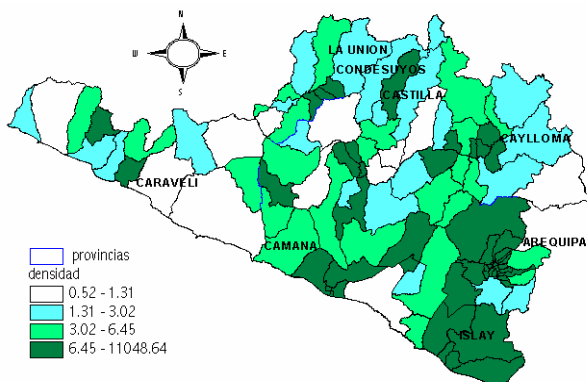 N
W E
S
LA UNION
CONDESUYOS
CASTILLA
CAYLLOMA
CARAVELI
CAMANA
AREQUIPA
ISLAY
provincias
densidad
0.52 - 1.31
1.31 - 3.02
3.02 - 6.45
6.45 - 11048.64